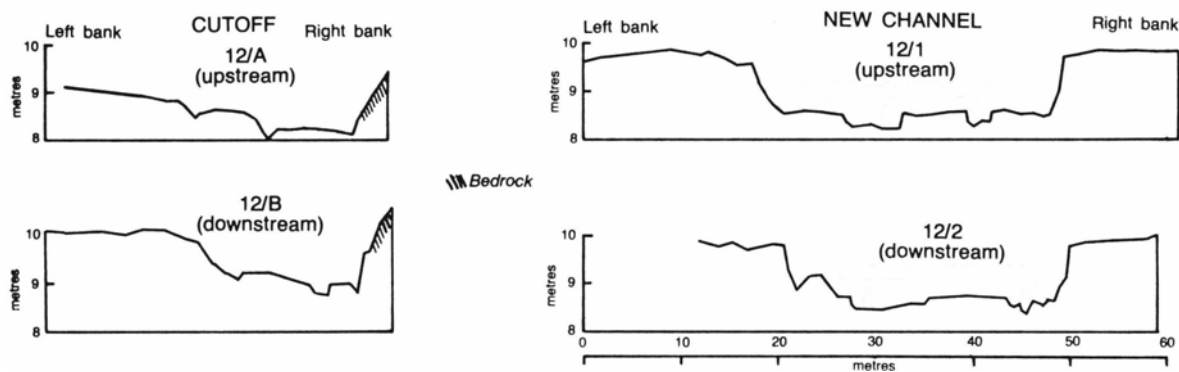 CUTOFF
Left bank
Right bank
12/A
(upstream)
10
9
8
metres
12/B
(downstream)
10
9
8
metres
Bedrock
NEW CHANNEL
Left bank
Right bank
12/1
(upstream)
10
9
8
metres
12/2
(downstream)
10
9
8
metres
0 10 20 30 40 50 60
metres